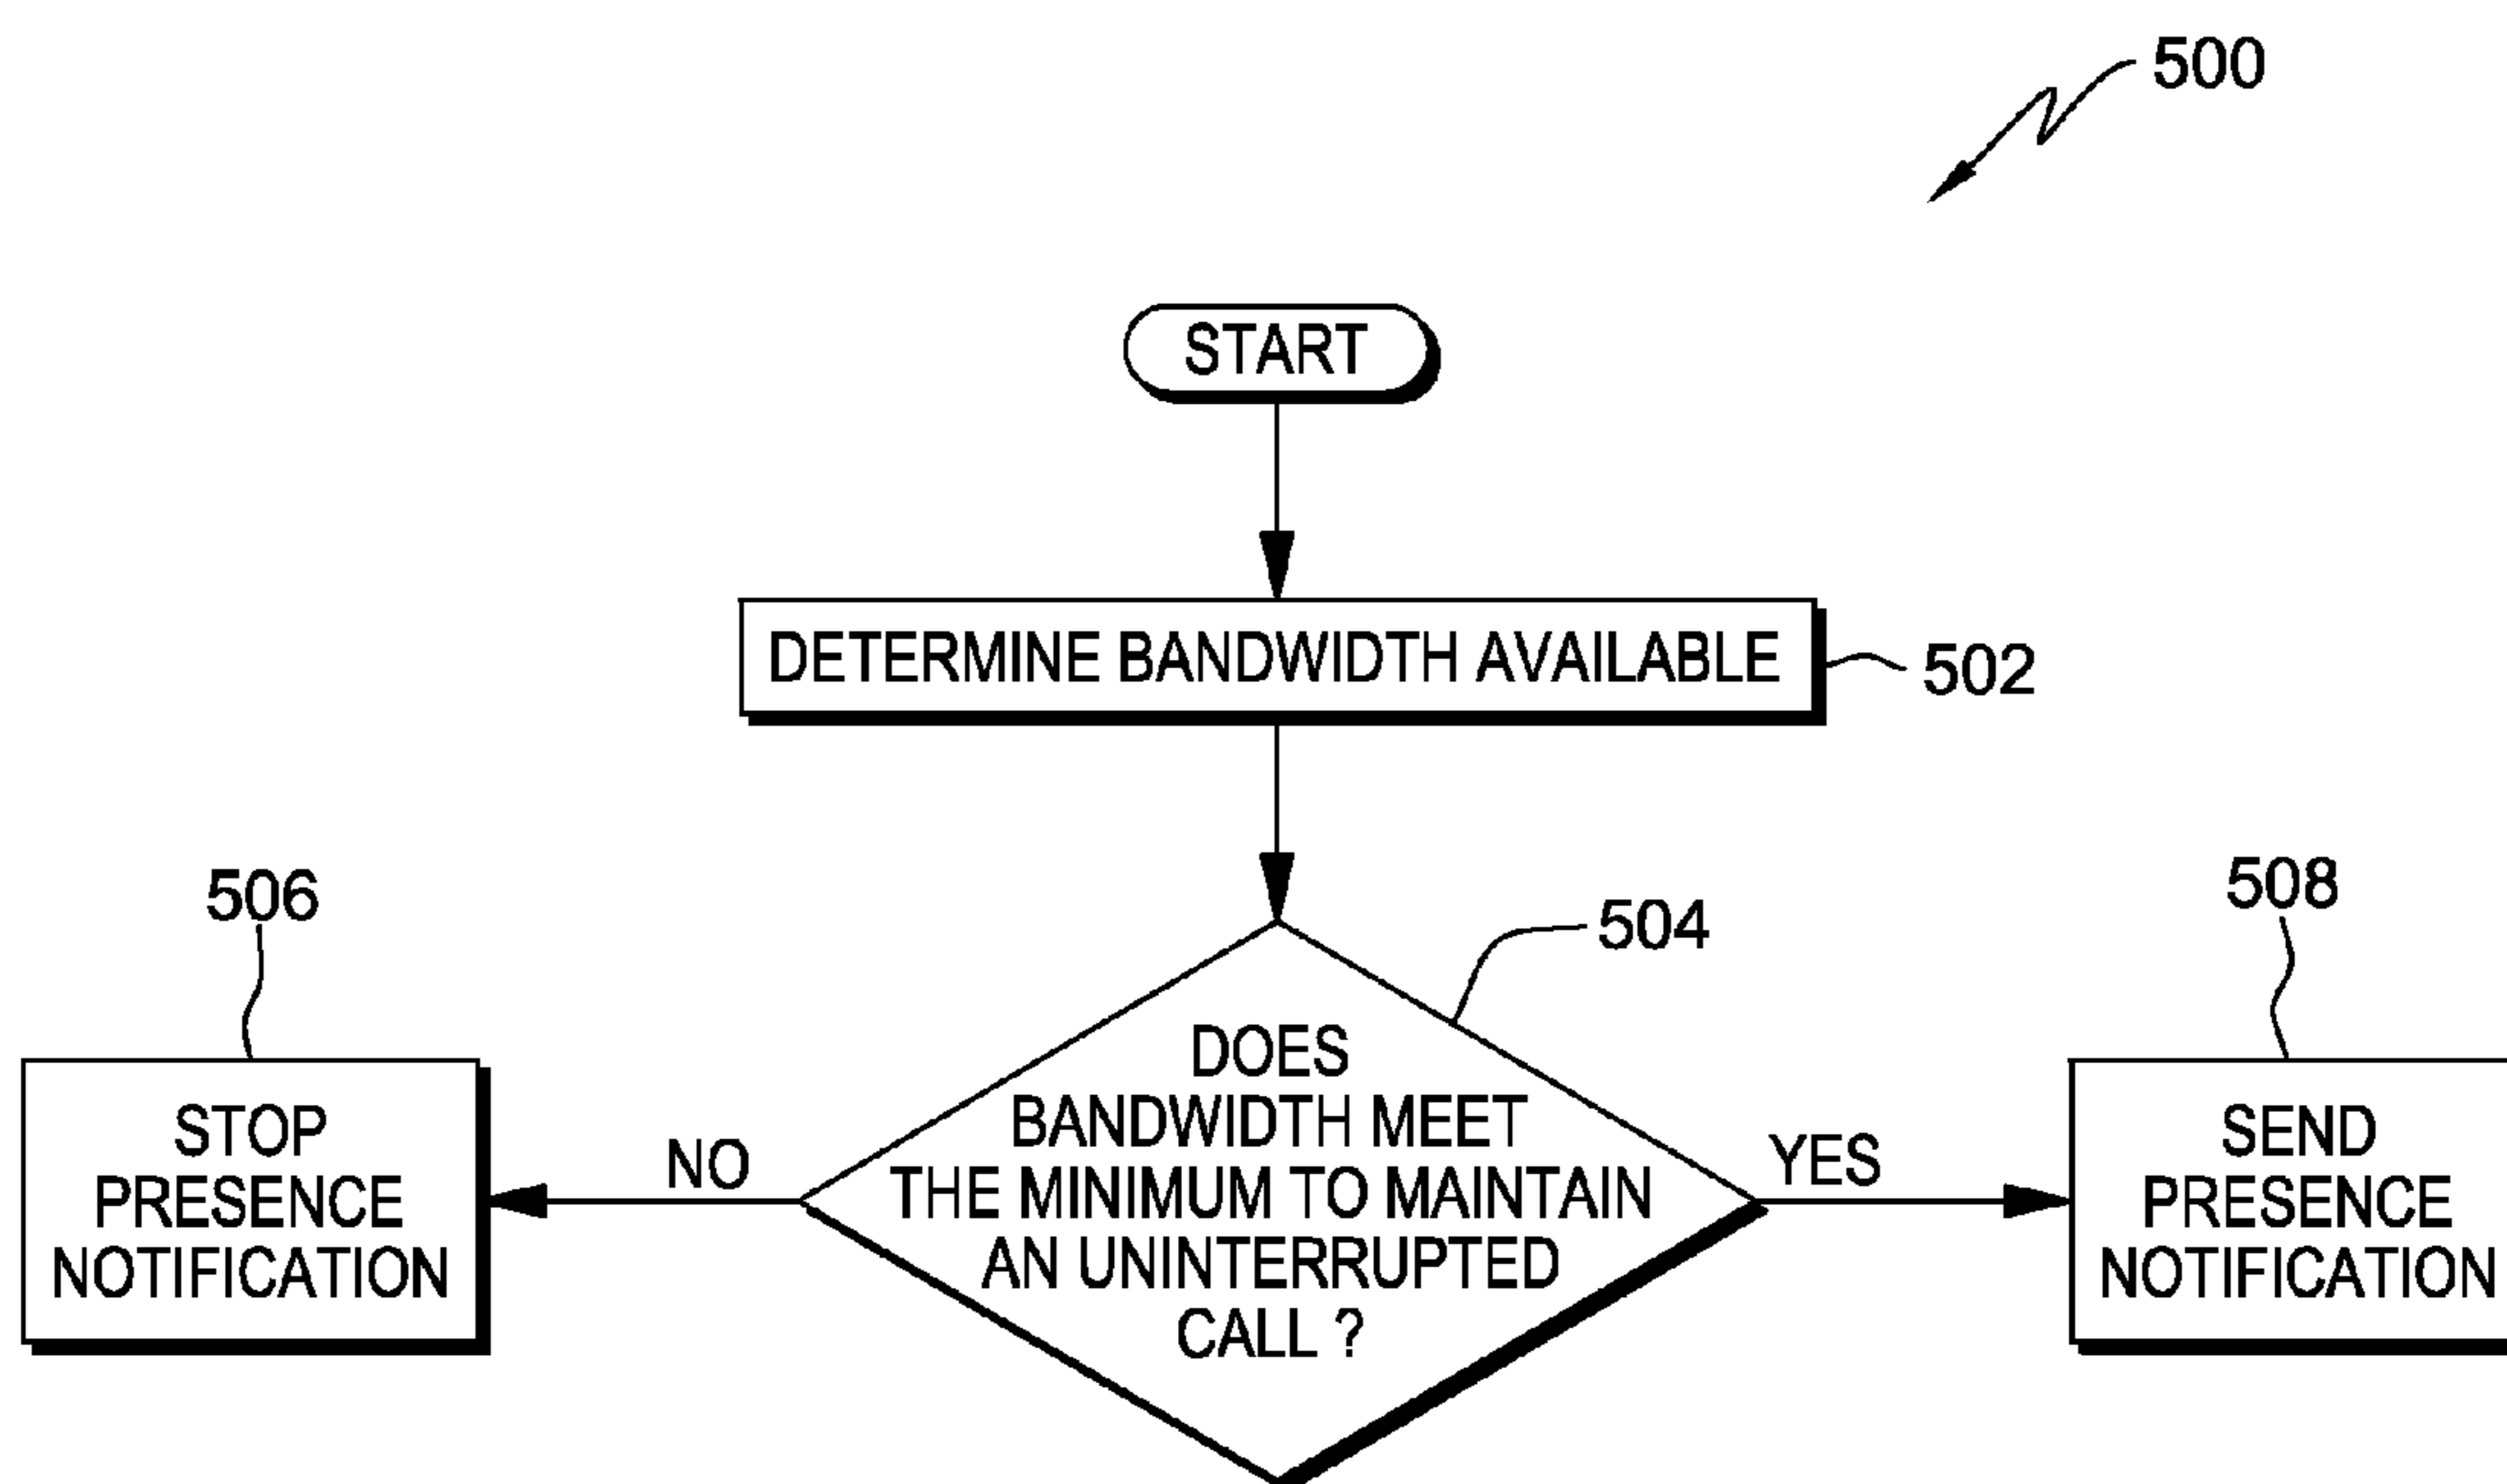 500
START
DETERMINE BANDWIDTH AVAILABLE
502
506
504
508
STOP
PRESENCE
NOTIFICATION
NO
DOES
BANDWIDTH MEET
THE MINIMUM TO MAINTAIN
AN UNINTERRUPTED
CALL ?
YES
SEND
PRESENCE
NOTIFICATION